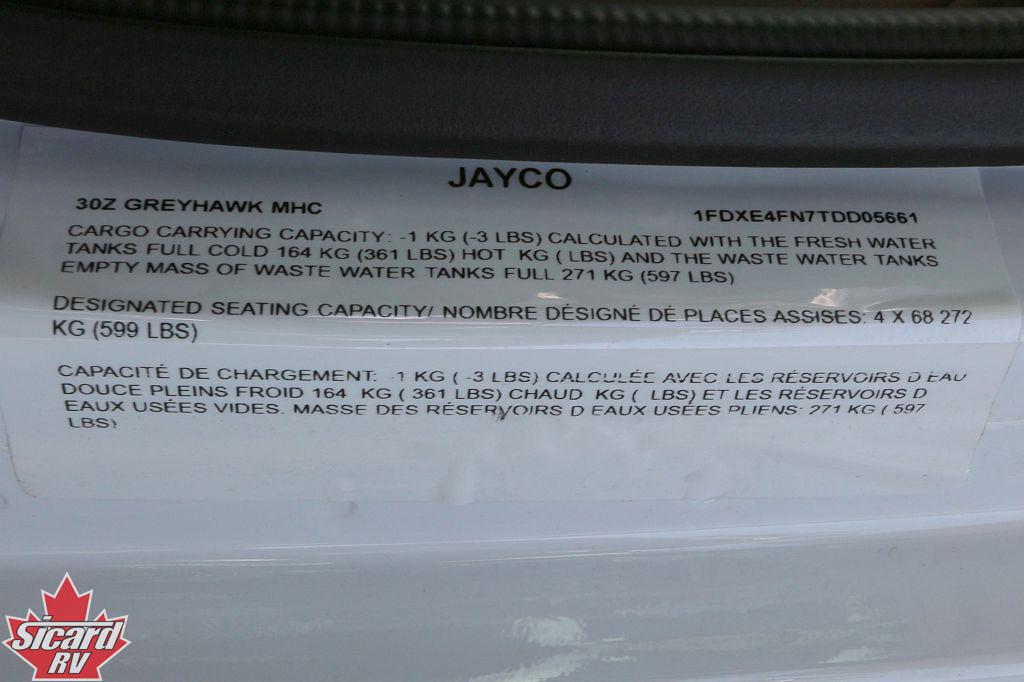 JAYCO
30Z GREYHAWK MHC 1FDXE4FN7TDD05661
CARGO CARRYING CAPACITY: -1 KG (-3 LBS) CALCULATED WITH THE FRESH WATER
TANKS FULL COLD 164 KG (361 LBS) HOT KG ( LBS) AND THE WASTE WATER TANKS
EMPTY MASS OF WASTE WATER TANKS FULL 271 KG (597 LBS)
DESIGNATED SEATING CAPACITY/ NOMBRE DÉSIGNÉ DE PLACES ASSISES: 4 X 68 272
KG (599 LBS)
CAPACITÉ DE CHARGEMENT: -1 KG ( -3 LBS) CALCULÉE AVEC LES RÉSERVOIRS D EAU
DOUCE PLEINS FROID 164 KG ( 361 LBS) CHAUD KG ( LBS) ET LES RÉSERVOIRS D
EAUX USÉES VIDES. MASSE DES RÉSERVOIRS D EAUX USÉES PLIENS: 271 KG ( 597
LBS)
Sicard
RV